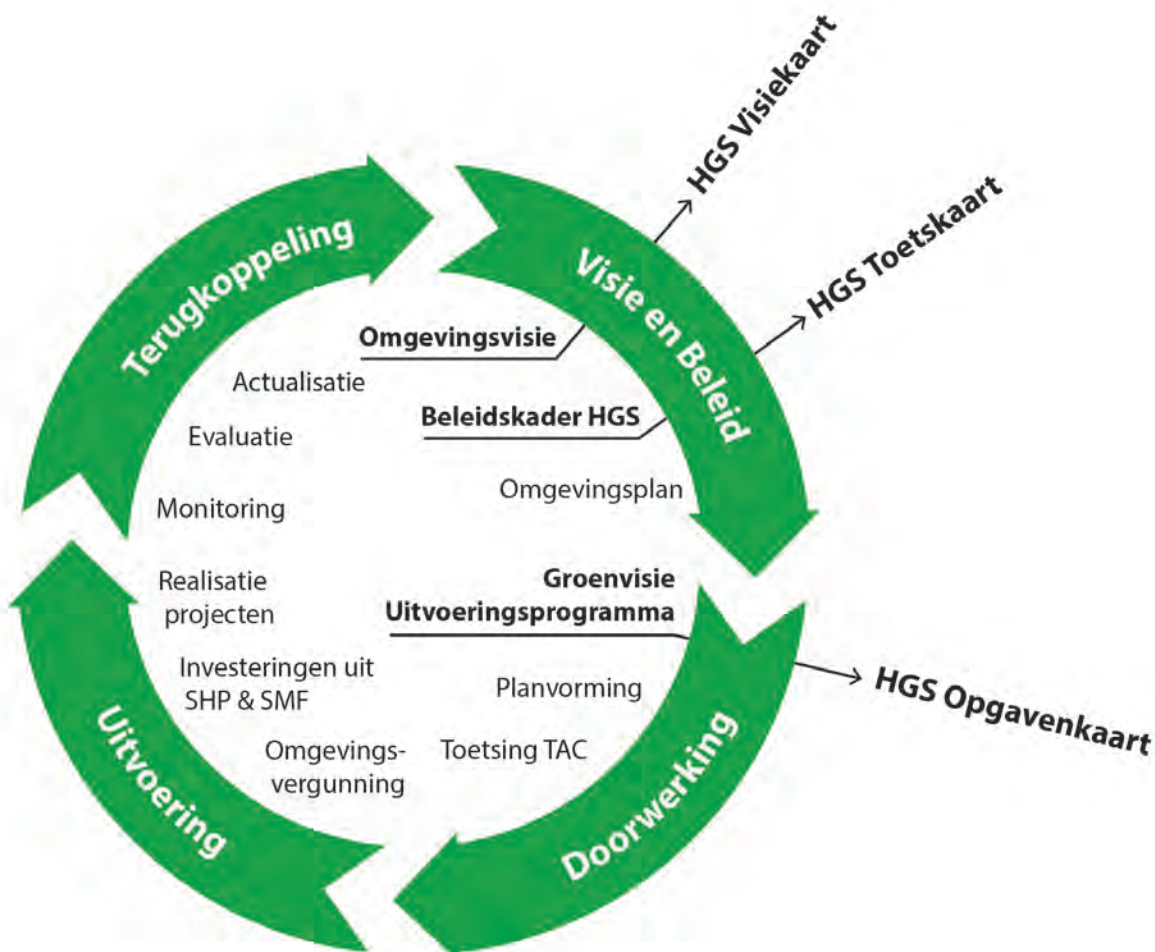 HGS Visiekaart
HGS Toetskaart
Visie en Beleid
Omgevingsvisie
Beleidskader HGS
Omgevingsplan
Groenvisie
Uitvoeringsprogramma
HGS Opgavenkaart
Doorwerking
Planvorming
Toetsing TAC
Omgevings-
vergunning
Uitvoering
Investeringen uit
SHP & SMF
Realisatie
projecten
Terugkoppeling
Monitoring
Evaluatie
Actualisatie